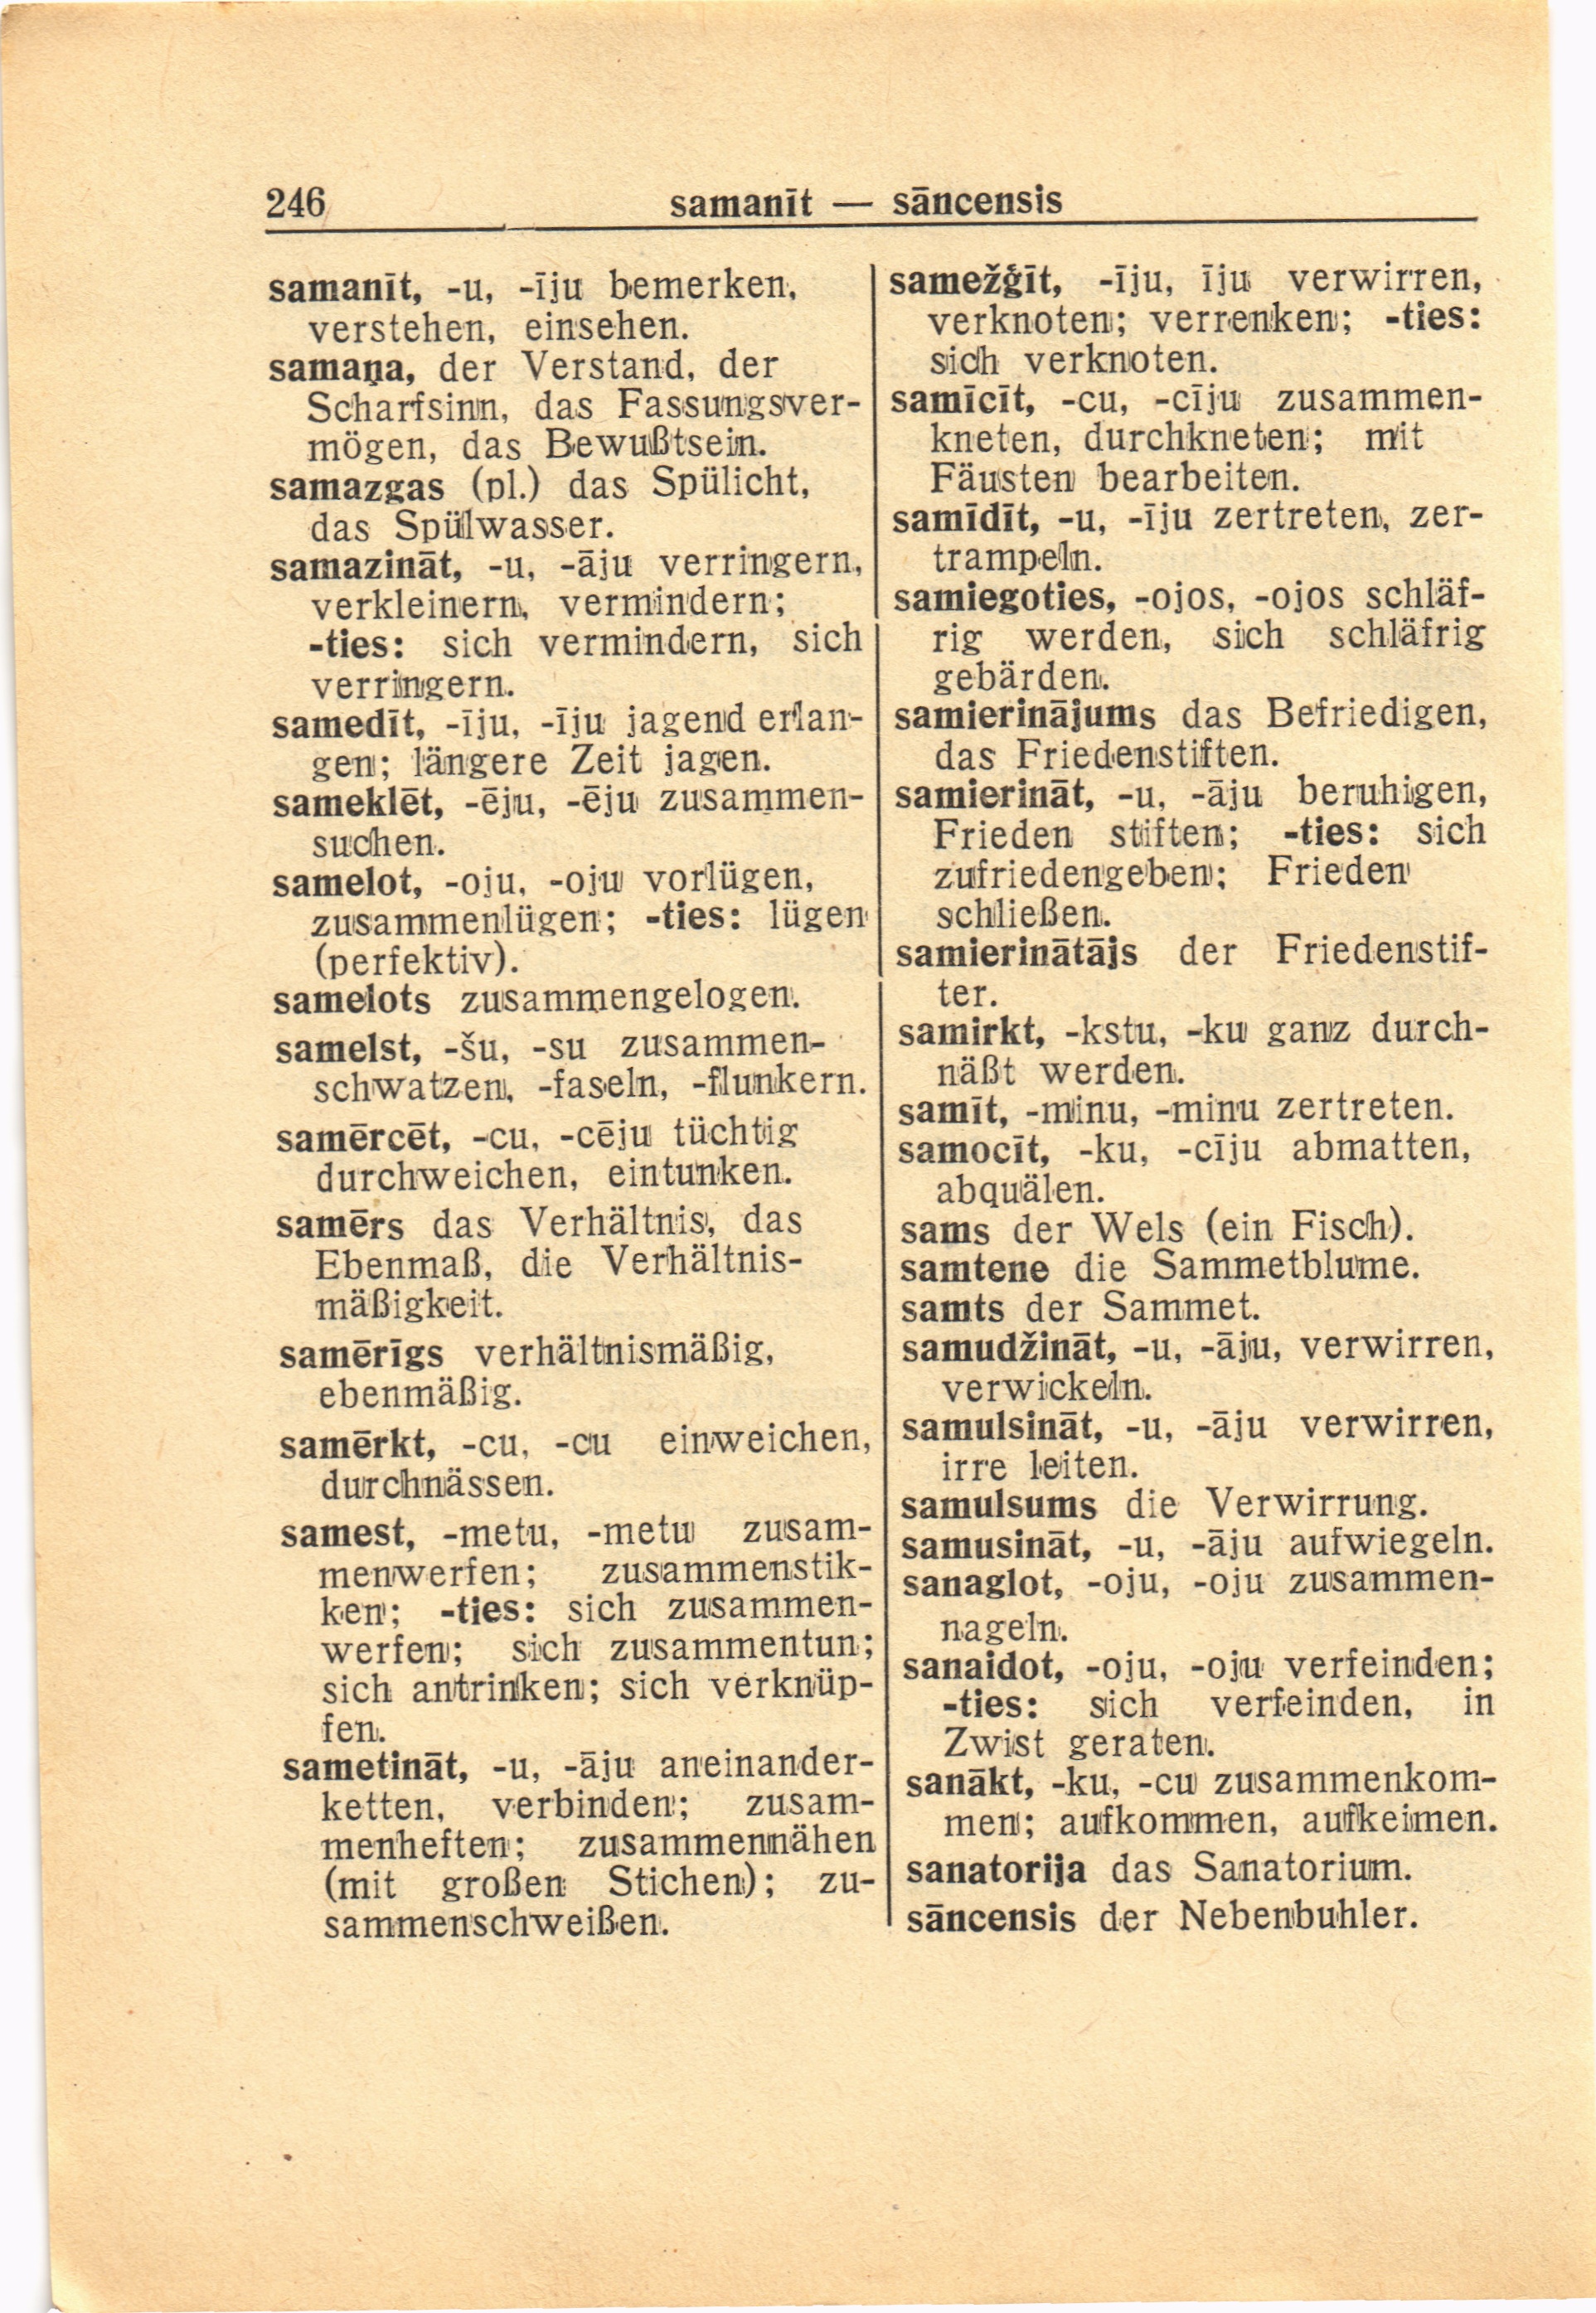 246
samanīt — sāncensis
samanīt, -u, -īju bemerken,
verstehen, einsehen.
samaņa, der Verstand, der
Scharfsinn, das Fassungsver-
mögen, das Bewußtsein.
samazgas (pl.) das Spülicht,
das Spülwasser.
samazināt, -u, -āju verringern,
verkleinern, vermindern;
-ties: sich vermindern, sich
verringern.
samedīt, -īju, -īju jagend erlan-
gen; längere Zeit jagen.
sameklēt, -ēju, -ēju zusammen-
suchen.
samelot, -oju, -oju vorlügen,
zusammenlügen; -ties: lügen
(perfektiv).
samelots zusammengelogen.
samelst, -šu, -su zusammen-
schwatzen, -faseln, -flunkern.
samērcēt, -cu, -cēju tüchtig
durchweichen, eintunken.
samērs das Verhältnis, das
Ebenmaß, die Verhältnis-
mäßigkeit.
samērīgs verhältnismäßig,
ebenmäßig.
samērkt, -cu, -cu einweichen,
durchnässen.
samest, -metu, -metu zusam-
menwerfen; zusammenstik-
ken; -ties: sich zusammen-
werfen; sich zusammentun;
sich antrinken; sich verknüp-
fen.
sametināt, -u, -āju aneinander-
ketten, verbinden; zusam-
menheften; zusammennähen
(mit großen Stichen); zu-
sammenschweißen.
samežģīt, -īju, īju verwirren,
verknoten; verrenken; -ties:
sich verknoten.
samīcīt, -cu, -cīju zusammen-
kneten, durchkneten; mit
Fäusten bearbeiten.
samīdīt, -u, -īju zertreten, zer-
trampeln.
samiegoties, -ojos, -ojos schläf-
rig werden, sich schläfrig
gebärden.
samierinājums das Befriedigen,
das Friedenstiften.
samierināt, -u, -āju beruhigen,
Frieden stiften; -ties: sich
zufriedengeben; Frieden
schließen.
samierinātājs der Friedenstif-
ter.
samirkt, -kstu, -ku ganz durch-
näßt werden.
samīt, -minu, -minu zertreten.
samocīt, -ku, -cīju abmatten,
abquälen.
sams der Wels (ein Fisch).
samtene die Sammetblume.
samts der Sammet.
samudžināt, -u, -āju, verwirren,
verwickeln.
samulsināt, -u, -āju verwirren,
irre leiten.
samulsums die Verwirrung.
samusināt, -u, -āju aufwiegeln.
sanaglot, -oju, -oju zusammen-
nageln.
sanaidot, -oju, -oju verfeinden;
-ties: sich verfeinden, in
Zwist geraten.
sanākt, -ku, -cu zusammenkom-
men; aufkommen, aufkeimen.
sanatorija das Sanatorium.
sāncensis der Nebenbuhler.